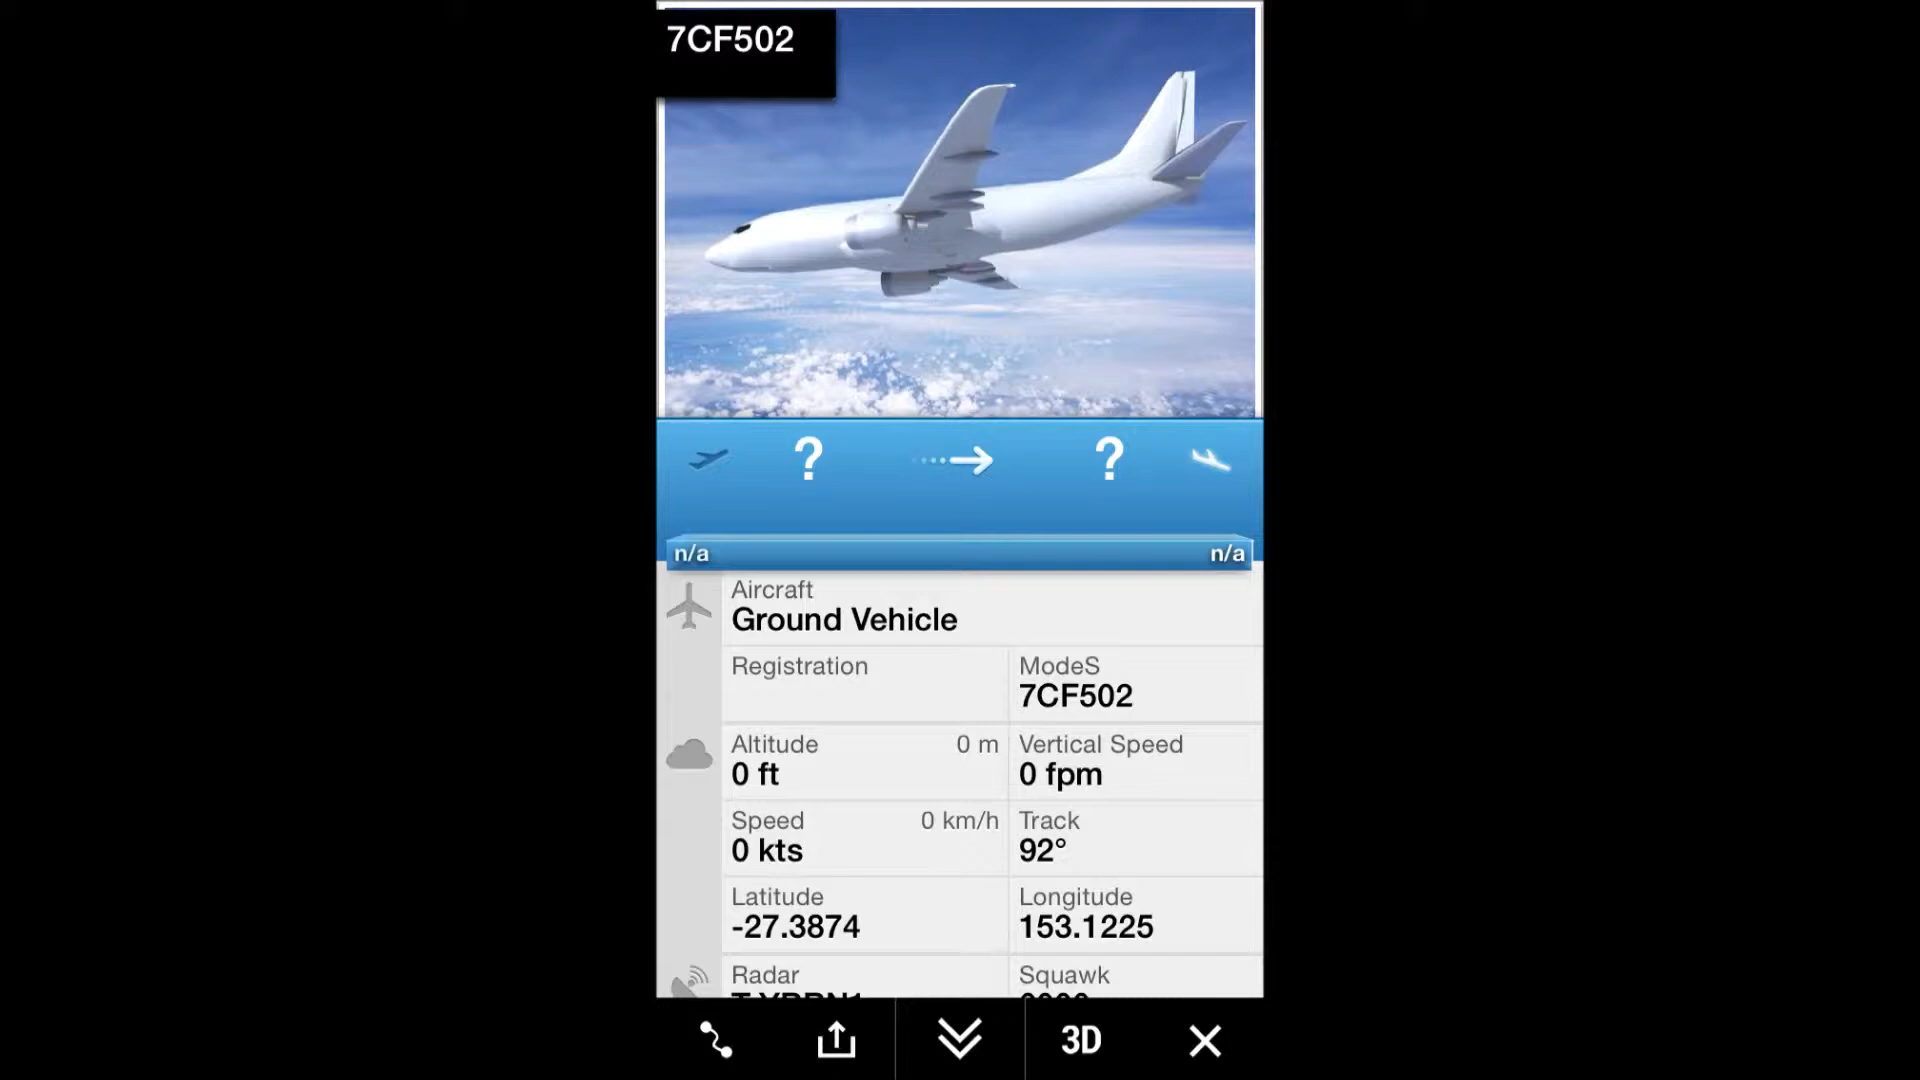 7CF502
? ?
n/a n/a
Aircraft
Ground Vehicle
Registration ModeS
7CF502
Altitude 0 m Vertical Speed
0 ft 0 fpm
Speed 0 km/h Track
0 kts 92°
Latitude Longitude
-27.3874 153.1225
Radar Squawk
3D